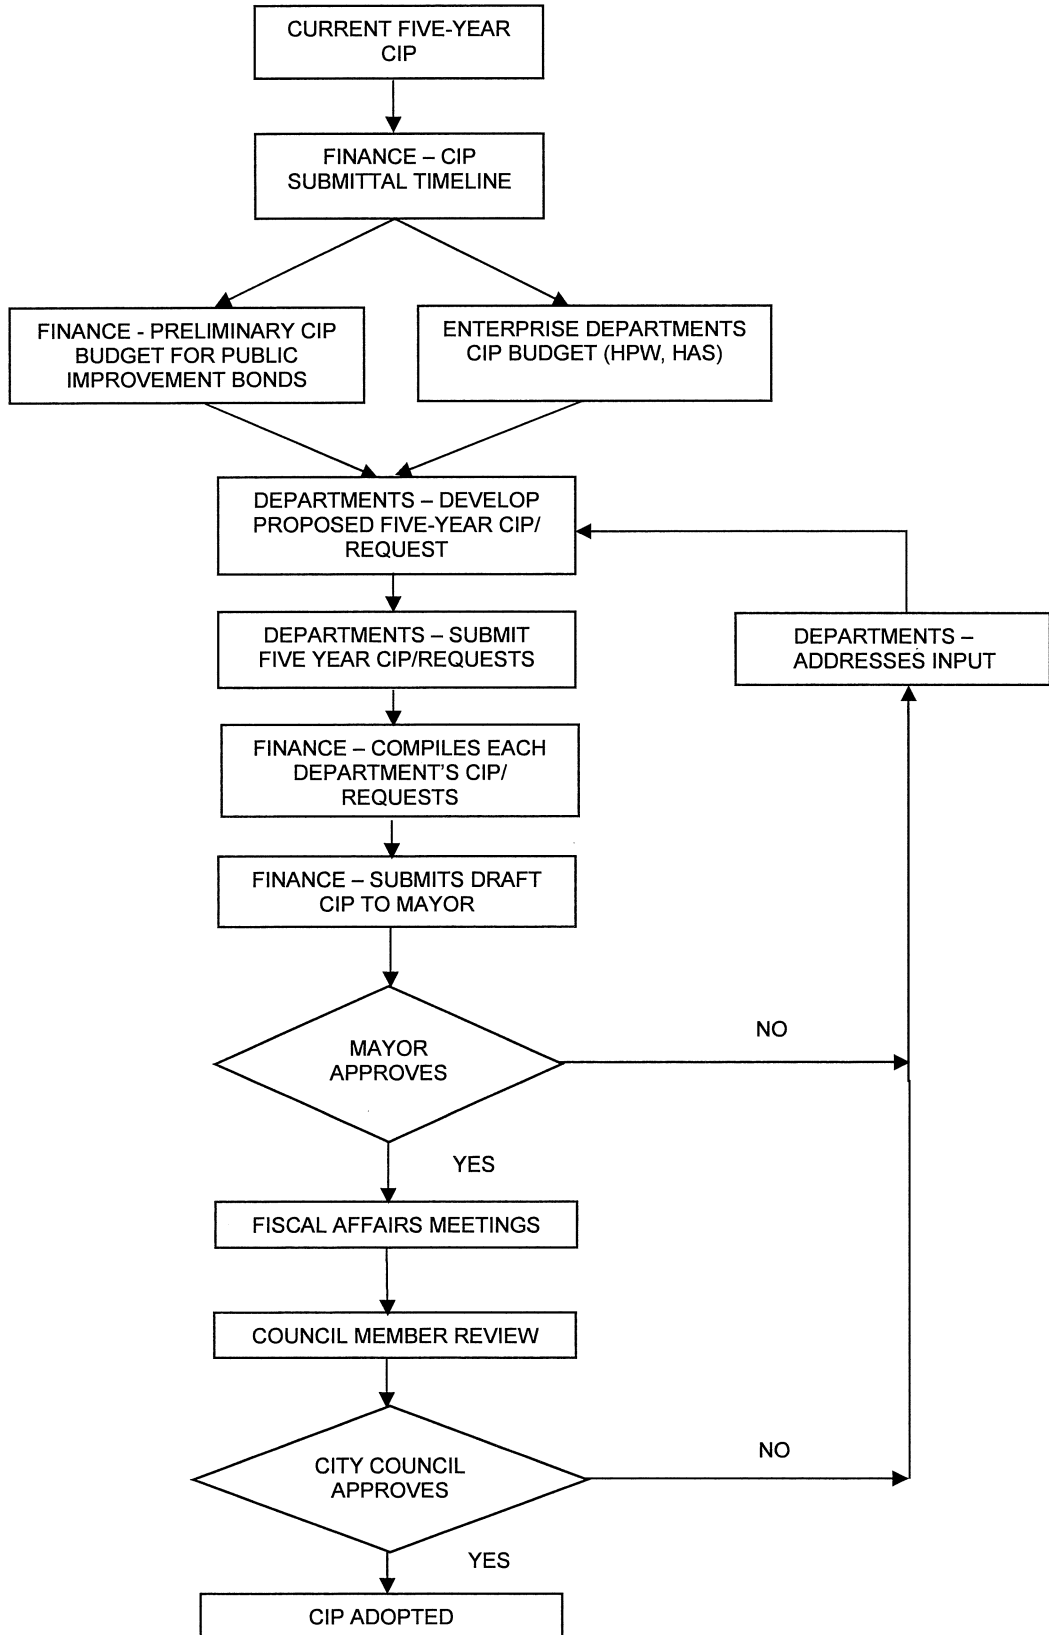 CURRENT FIVE-YEAR
CIP
FINANCE – CIP
SUBMITTAL TIMELINE
FINANCE - PRELIMINARY CIP
BUDGET FOR PUBLIC
IMPROVEMENT BONDS
ENTERPRISE DEPARTMENTS
CIP BUDGET (HPW, HAS)
DEPARTMENTS – DEVELOP
PROPOSED FIVE-YEAR CIP/
REQUEST
DEPARTMENTS – SUBMIT
FIVE YEAR CIP/REQUESTS
DEPARTMENTS –
ADDRESSES INPUT
FINANCE – COMPILES EACH
DEPARTMENT'S CIP/
REQUESTS
FINANCE – SUBMITS DRAFT
CIP TO MAYOR
MAYOR
APPROVES
NO
YES
FISCAL AFFAIRS MEETINGS
COUNCIL MEMBER REVIEW
CITY COUNCIL
APPROVES
NO
YES
CIP ADOPTED